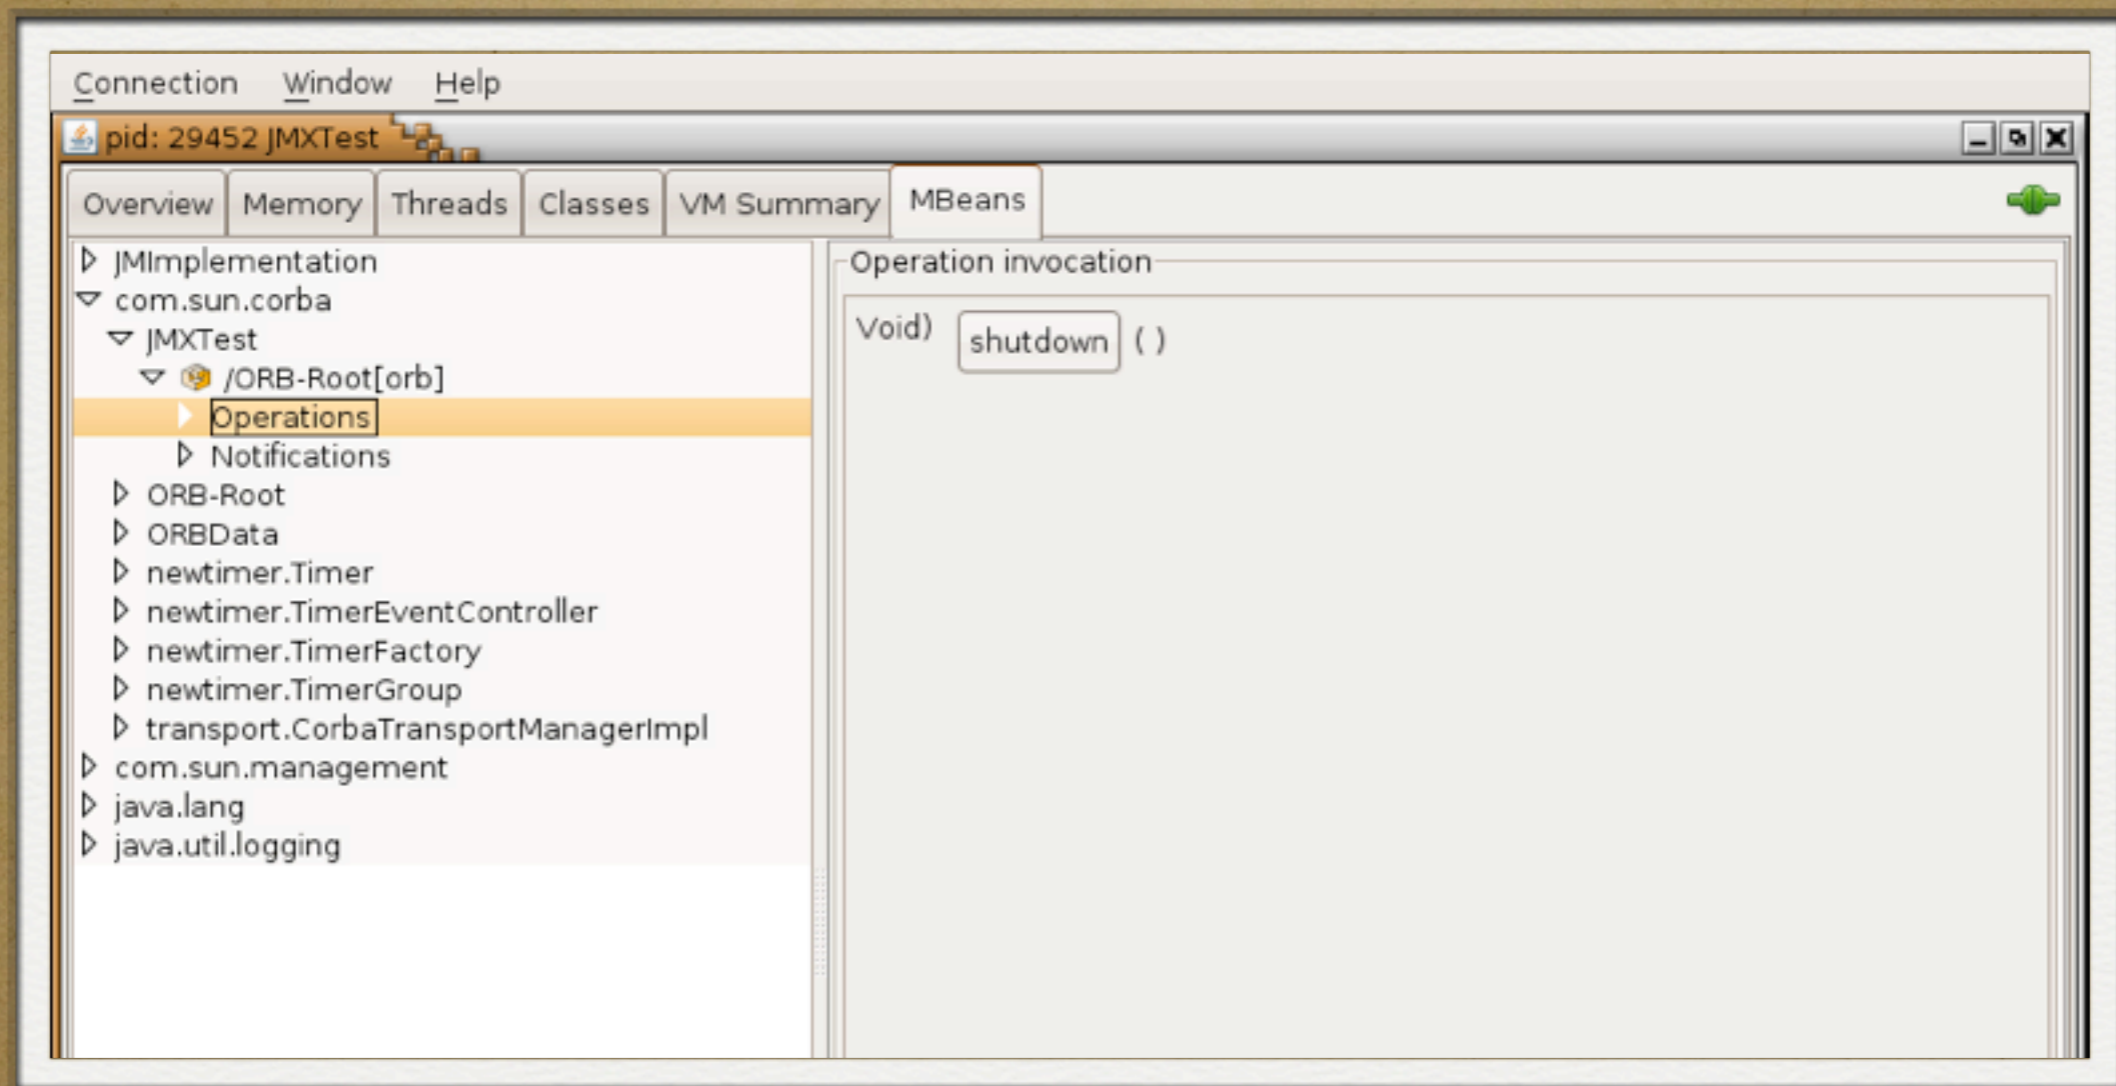 Connection Window Help
pid: 29452 JMXTest
Overview Memory Threads Classes VM Summary MBeans
JMImplementation
com.sun.corba
JMXTest
/ORB-Root[orb]
Operations
Notifications
ORB-Root
ORBData
newtimer.Timer
newtimer.TimerEventController
newtimer.TimerFactory
newtimer.TimerGroup
transport.CorbaTransportManagerImpl
com.sun.management
java.lang
java.util.logging
Operation invocation
Void) shutdown ( )